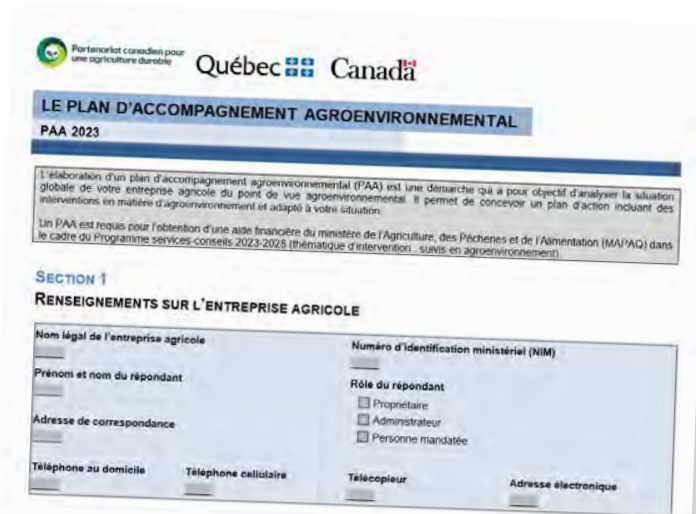 Partenariat canadien pour
une agriculture durable
Québec Canada
LE PLAN D'ACCOMPAGNEMENT AGROENVIRONNEMENTAL
PAA 2023
L'élaboration d'un plan d'accompagnement agroenvironnemental (PAA) est une démarche qui a pour objectif d'analyser la situation
globale de votre entreprise agricole du point de vue agroenvironnemental. Il permet de concevoir un plan d'action incluant des
interventions en matière d'agroenvironnement et adapté à votre situation.
Un PAA est requis pour l'obtention d'une aide financière du ministère de l'Agriculture, des Pêcheries et de l'Alimentation (MAPAQ) dans
le cadre du Programme services-conseils 2023-2028 (thématique d'intervention : suivis en agroenvironnement).
SECTION 1
RENSEIGNEMENTS SUR L'ENTREPRISE AGRICOLE
Nom légal de l'entreprise agricole
Numéro d'identification ministériel (NIM)
Prénom et nom du répondant
Rôle du répondant
Propriétaire
Administrateur
Personne mandatée
Adresse de correspondance
Téléphone au domicile Téléphone cellulaire Télécopieur Adresse électronique